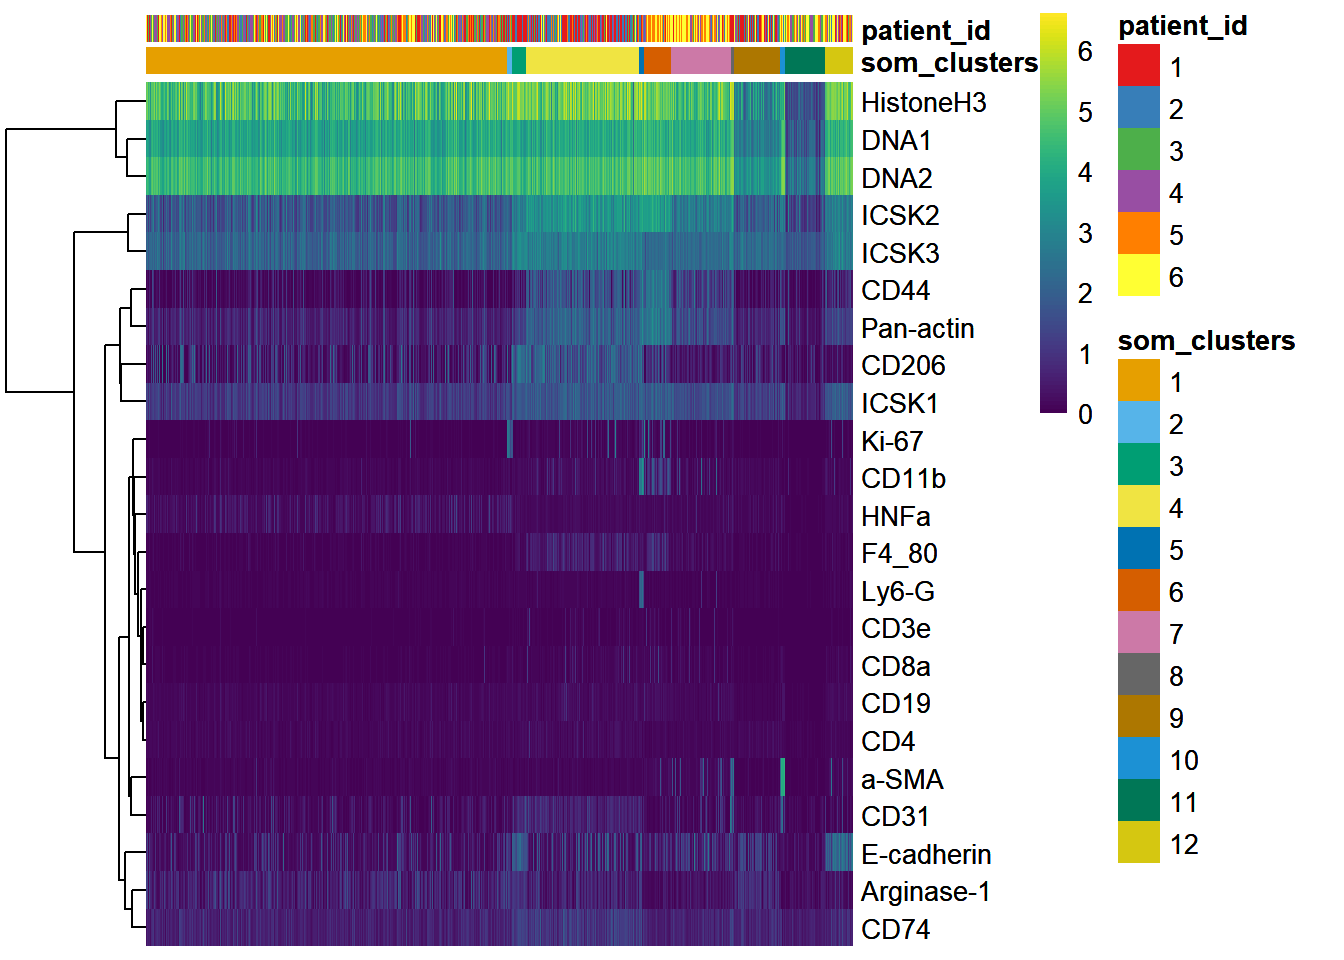 patient_id
som_clusters
HistoneH3
DNA1
DNA2
ICSK2
ICSK3
CD44
Pan-actin
CD206
ICSK1
Ki-67
CD11b
HNFa
F4_80
Ly6-G
CD3e
CD8a
CD19
CD4
a-SMA
CD31
E-cadherin
Arginase-1
CD74
6
5
4
3
2
1
0
patient_id
1
2
3
4
5
6
som_clusters
1
2
3
4
5
6
7
8
9
10
11
12